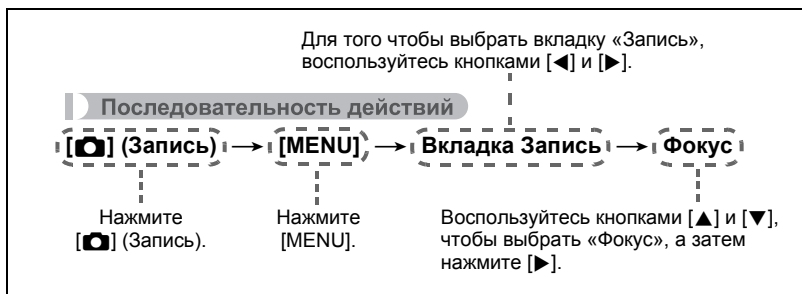 Для того чтобы выбрать вкладку «Запись»,
воспользуйтесь кнопками [◀] и [▶].
Последовательность действий
[📷] (Запись) → [MENU] → Вкладка Запись → Фокус
Нажмите
[📷] (Запись).
Нажмите
[MENU].
Воспользуйтесь кнопками [▲] и [▼],
чтобы выбрать «Фокус», а затем
нажмите [▶].